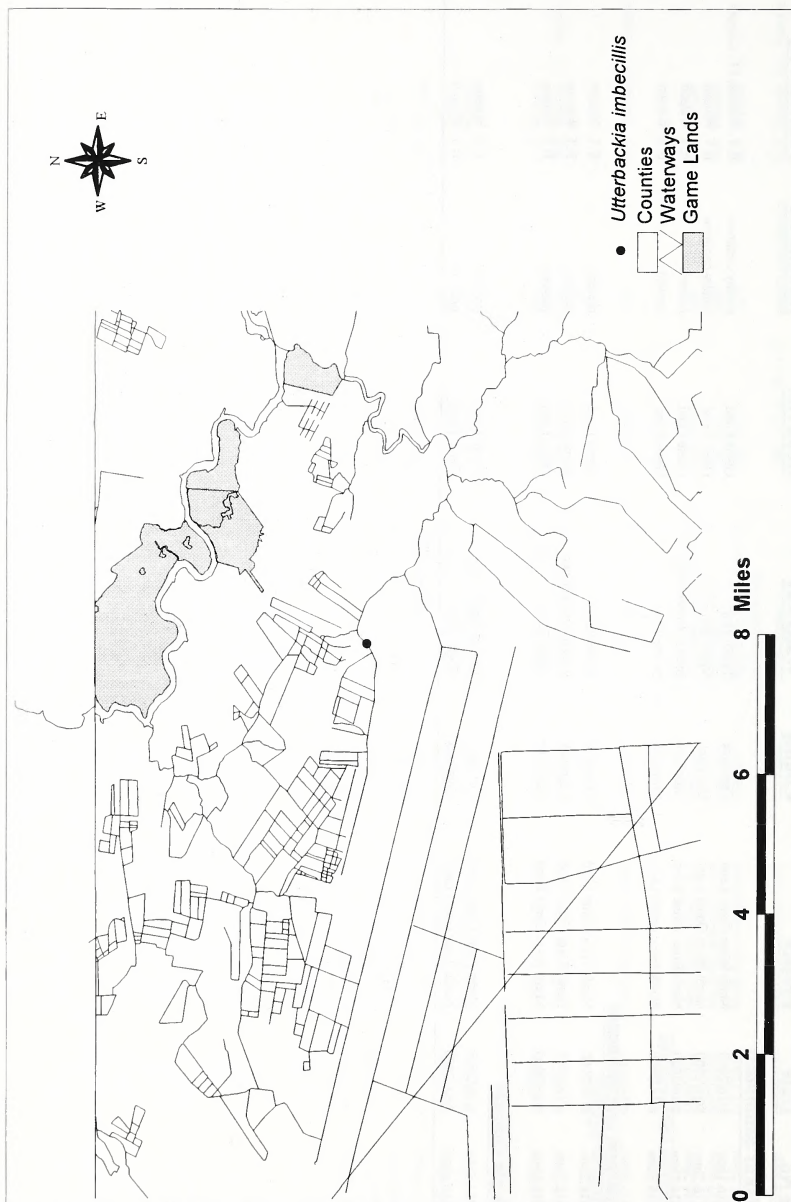 N
W E
S
Utterbackia imbecillis
Counties
Waterways
Game Lands
0 2 4 6 8 Miles